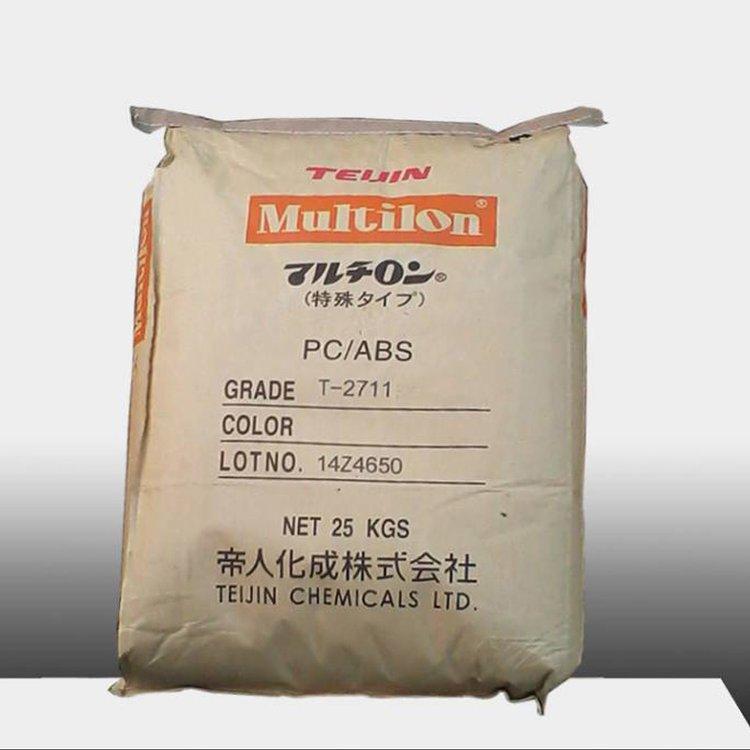 TEIJIN
Multilon®
マルチロン®
(特殊タイプ)
PC/ABS
GRADE T-2711
COLOR
LOTNO. 14Z4650
NET 25 KGS
帝人化成株式会社
TEIJIN CHEMICALS LTD.
Multilon